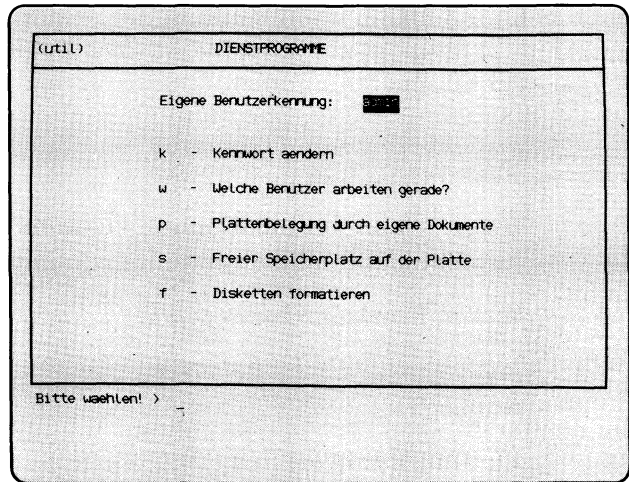 (util) DIENSTPROGRAMME
Eigene Benutzerkennung: admin
k - Kennwort aendern
w - Welche Benutzer arbeiten gerade?
p - Plattenbelegung durch eigene Dokumente
s - Freier Speicherplatz auf der Platte
f - Disketten formatieren
Bitte waehlen! > _